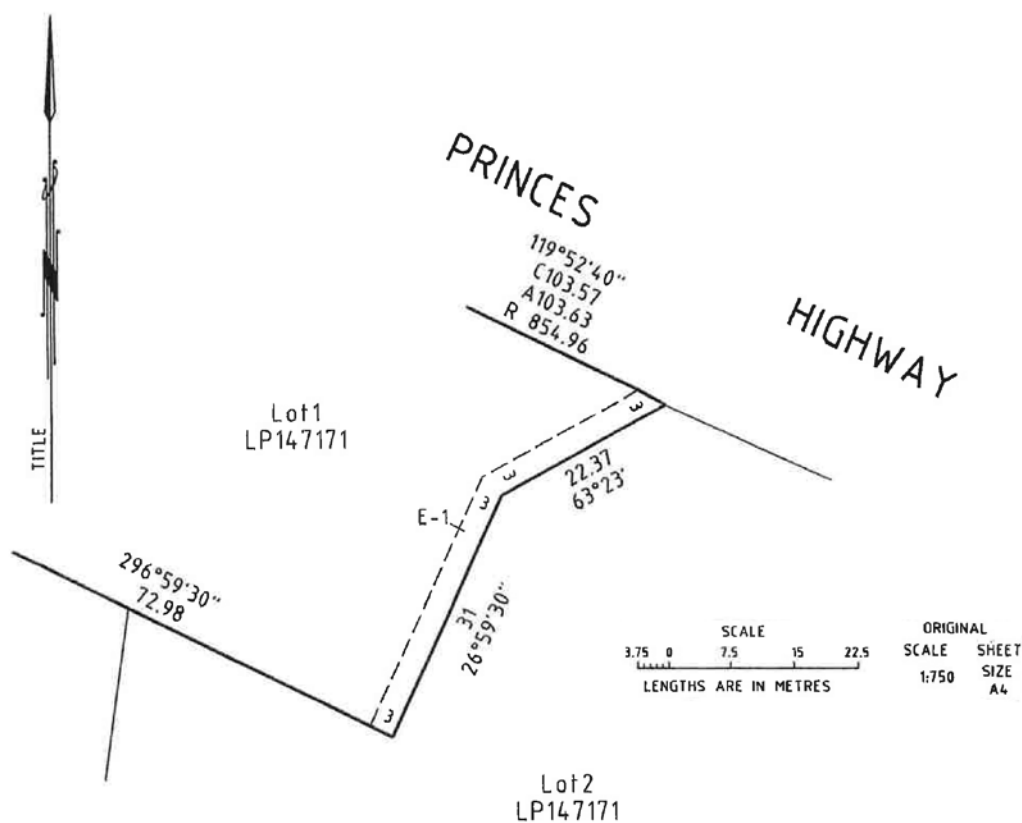 PRINCES
HIGHWAY
119°52'40"
C103.57
A103.63
R 854.96
Lot1
LP147171
TITLE
N
3
3
3
3
22.37
63°23'
E-1
31
26°59'30"
296°59'30"
72.98
SCALE
3.75 0 7.5 15 22.5
LENGTHS ARE IN METRES
ORIGINAL
SCALE
1:750
SHEET
SIZE
A4
Lot2
LP147171